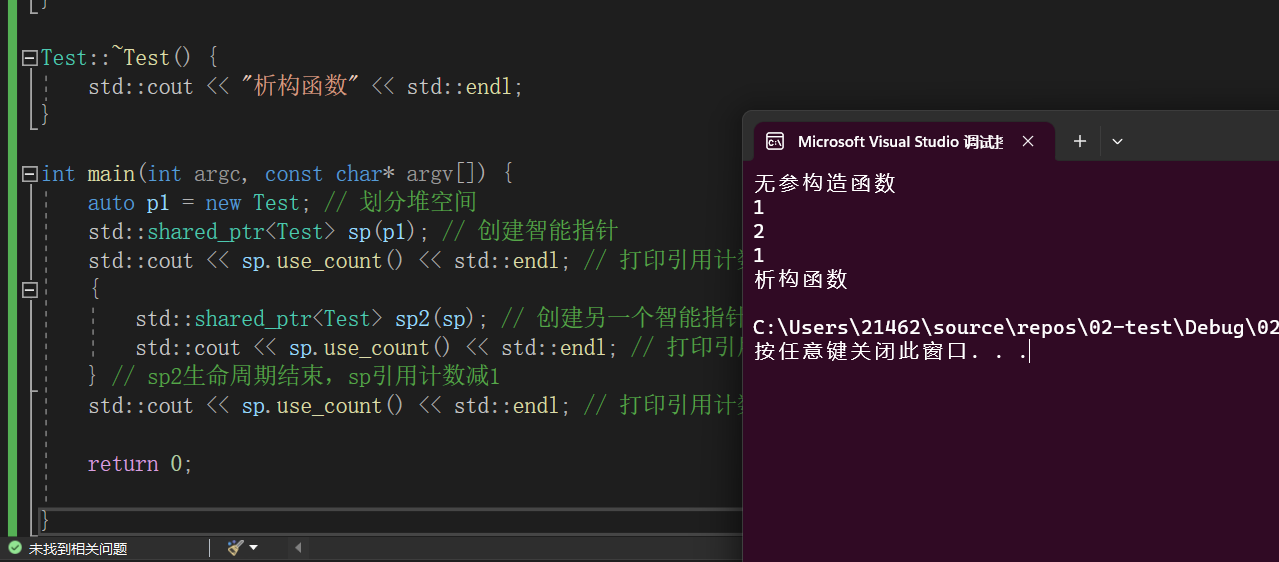 }
Test::~Test() {
std::cout << "析构函数" << std::endl;
}
int main(int argc, const char* argv[]) {
auto p1 = new Test; // 划分堆空间
std::shared_ptr<Test> sp(p1); // 创建智能指针
std::cout << sp.use_count() << std::endl; // 打印引用计
{
std::shared_ptr<Test> sp2(sp); // 创建另一个智能指针
std::cout << sp.use_count() << std::endl; // 打印引
} // sp2生命周期结束，sp引用计数减1
std::cout << sp.use_count() << std::endl; // 打印引用计
return 0;
}
未找到相关问题
Microsoft Visual Studio 调试
无参构造函数
1
2
1
析构函数
C:\Users\21462\source\repos\02-test\Debug\02
按任意键关闭此窗口. . .